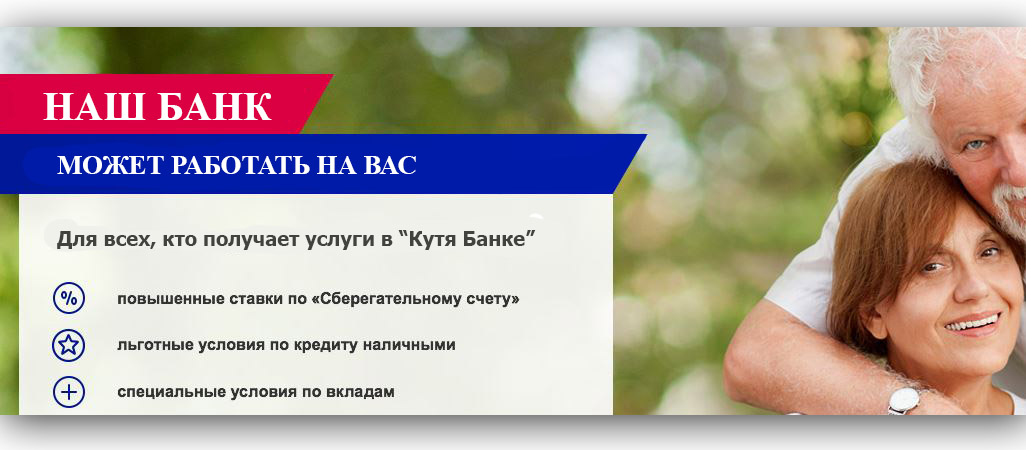 НАШ БАНК
МОЖЕТ РАБОТАТЬ НА ВАС
Для всех, кто получает услуги в “Кутя Банке”
% повышенные ставки по «Сберегательному счету»
льготные условия по кредиту наличными
специальные условия по вкладам